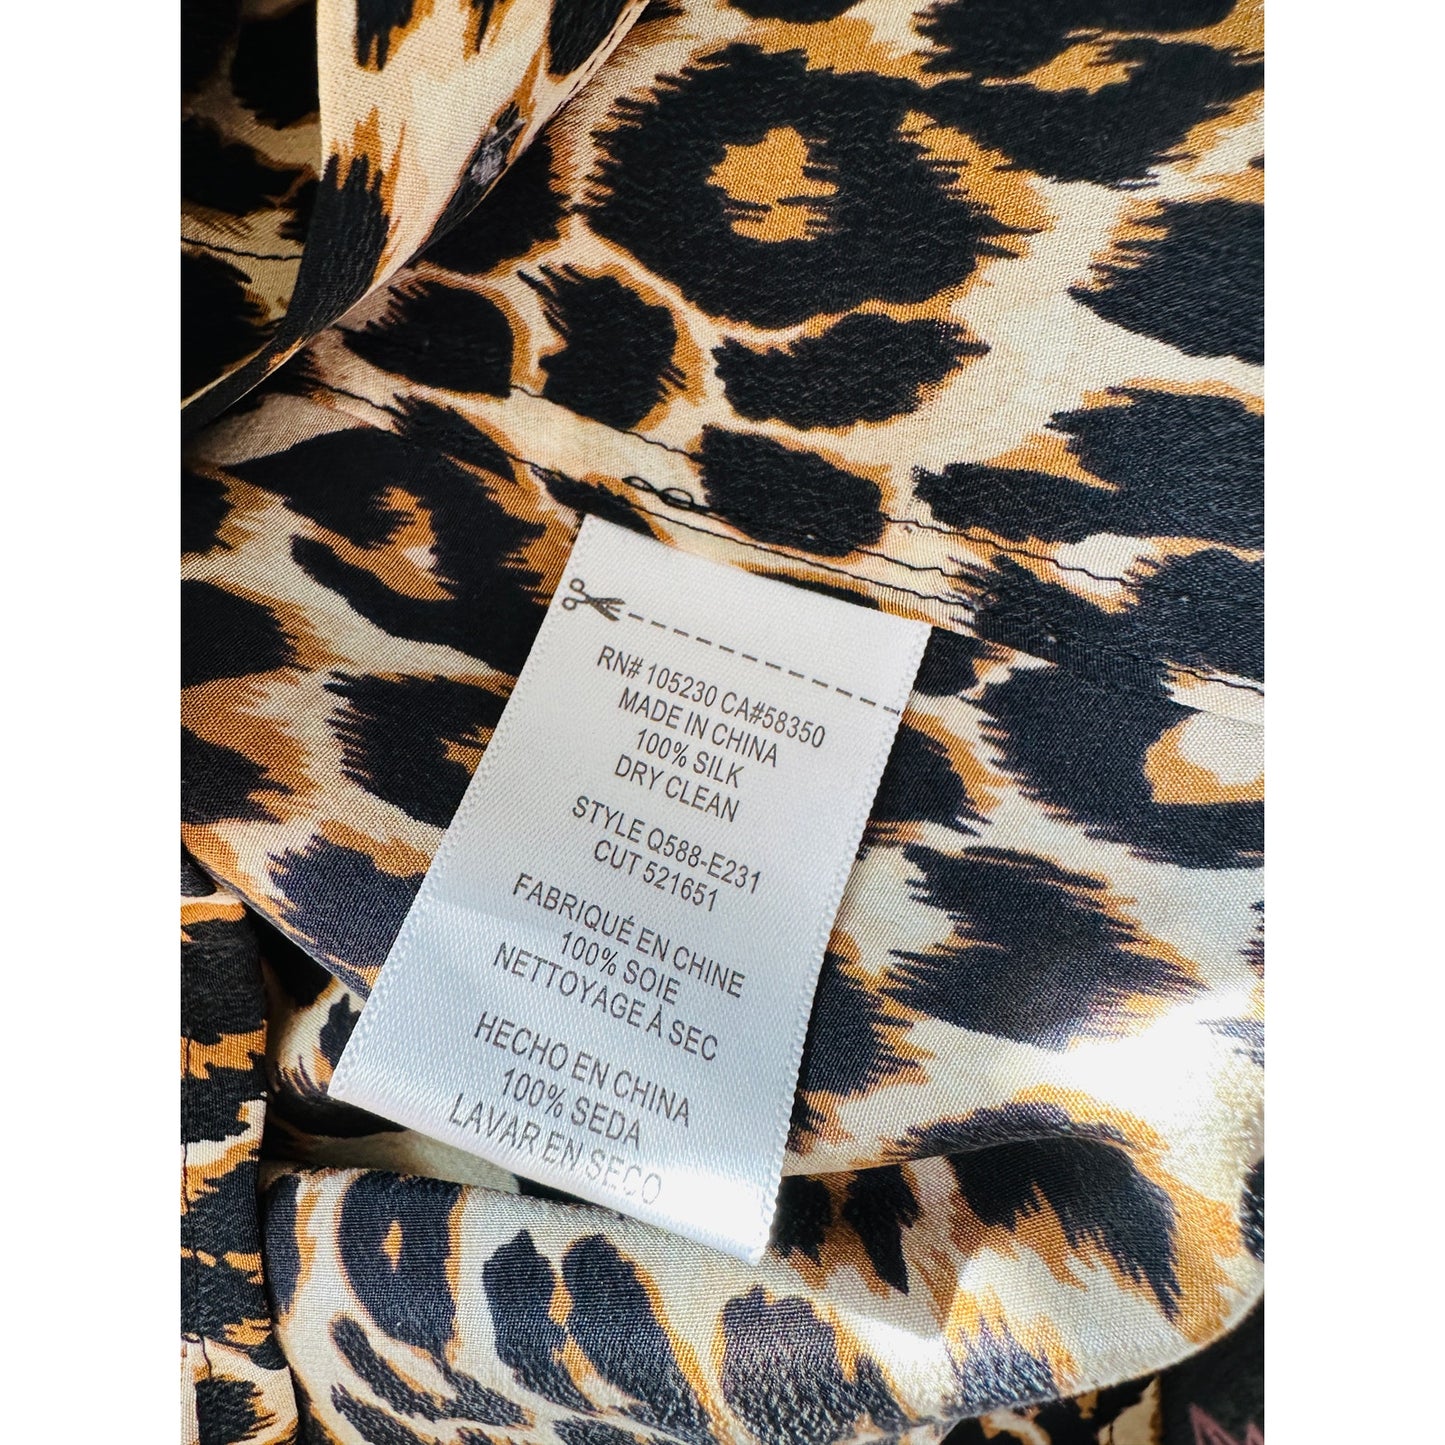 RN# 105230 CA#58350
MADE IN CHINA
100% SILK
DRY CLEAN
STYLE Q588-E231
CUT 521651
FABRIQUÉ EN CHINE
100% SOIE
NETTOYAGE À SEC
HECHO EN CHINA
100% SEDA
LAVAR EN SECO